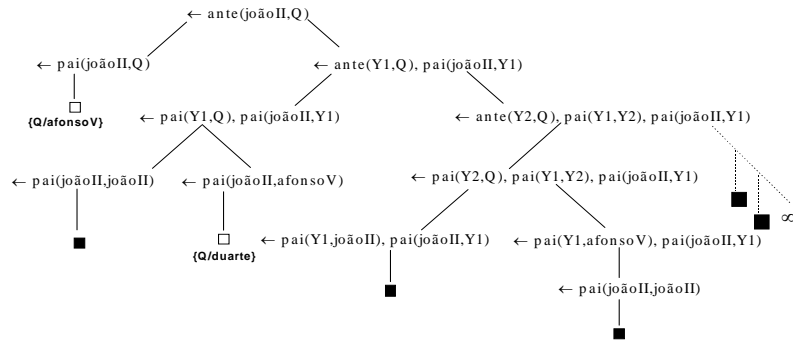 ← ante(joãoII,Q)
← pai(joãoII,Q)
← ante(Y1,Q), pai(joãoII,Y1)
{Q/afonsoV}
← pai(Y1,Q), pai(joãoII,Y1)
← ante(Y2,Q), pai(Y1,Y2), pai(joãoII,Y1)
← pai(joãoII,joãoII)
← pai(joãoII,afonsoV)
← pai(Y2,Q), pai(Y1,Y2), pai(joãoII,Y1)
∞
{Q/duarte}
← pai(Y1,joãoII), pai(joãoII,Y1)
← pai(Y1,afonsoV), pai(joãoII,Y1)
← pai(joãoII,joãoII)